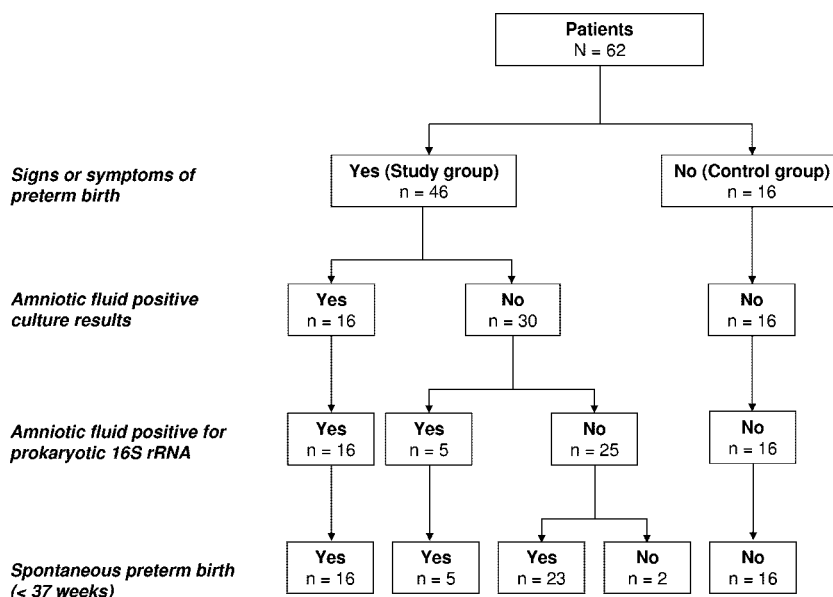 Patients
N = 62
Signs or symptoms of
preterm birth
Yes (Study group)
n = 46
No (Control group)
n = 16
Amniotic fluid positive
culture results
Yes
n = 16
No
n = 30
No
n = 16
Amniotic fluid positive for
prokaryotic 16S rRNA
Yes
n = 16
Yes
n = 5
No
n = 25
No
n = 16
Spontaneous preterm birth
(< 37 weeks)
Yes
n = 16
Yes
n = 5
Yes
n = 23
No
n = 2
No
n = 16